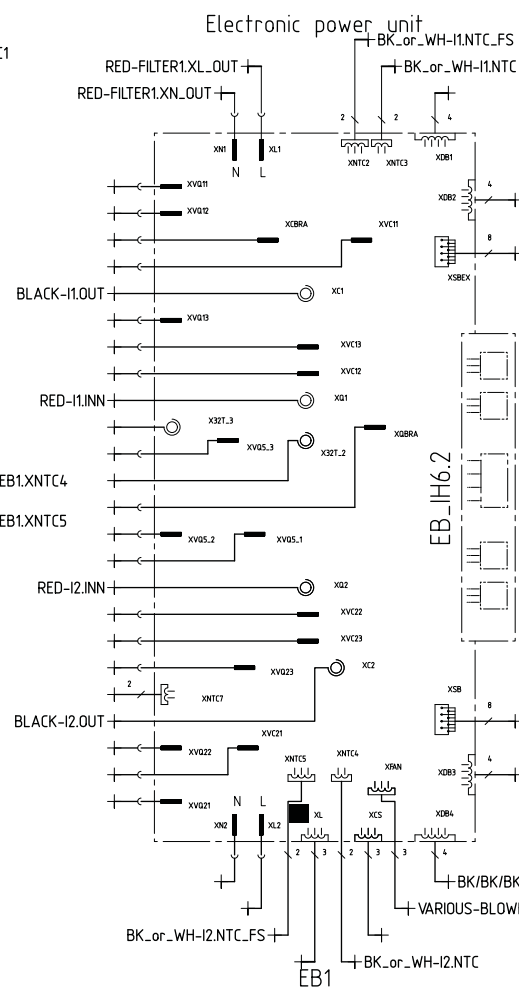 Electronic power unit
C1
BK_or_WH-I1.NTC_FS
RED-FILTER1.XL_OUT
BK_or_WH-I1.NTC
RED-FILTER1.XN_OUT
2 2 4
XN1 XL1 XNTC2 XNTC3 XDB1
N L
XVQ11
4
XDB2
XVQ12
XCBRA XVC11
8
XSBEX
BLACK-I1.OUT XC1
XVQ13
XVC13
XVC12
RED-I1.INN XQ1
X32T_3
XQBRA
XVQ5_3 X32T_2
EB_IH6.2
EB1.XNTC4
EB1.XNTC5
XVQ5_2 XVQ5_1
RED-I2.INN XQ2
XVC22
XVC23
XVQ23 XC2
2
XNTC7
XSB
8
BLACK-I2.OUT
XVC21
XVQ22
XNTC5 XNTC4 XFAN
4
XDB3
XVQ21
N L
XN2 XL2 XL XCS XDB4
2 3 2 3 3 4
BK/BK/BK
VARIOUS-BLOW
BK_or_WH-I2.NTC_FS
BK_or_WH-I2.NTC
EB1